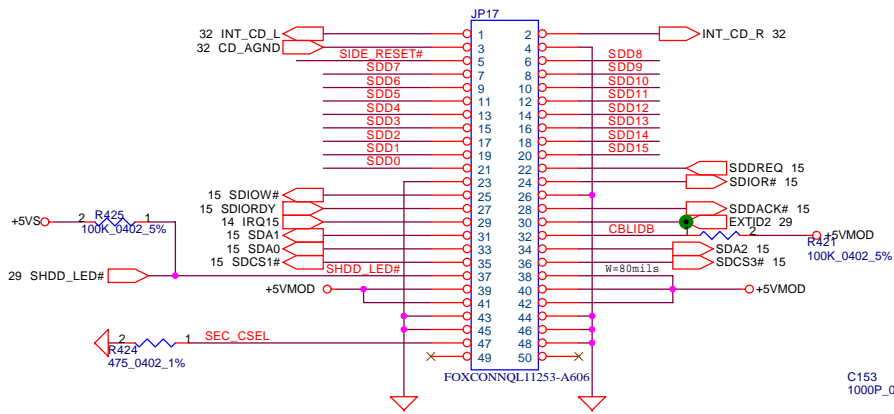 JP17
32 INT_CD_L 1 2 INT_CD_R 32
32 CD_AGND 3 4
SIDE_RESET# 5 6 SDD8
SDD7 7 8 SDD9
SDD6 9 10 SDD10
SDD5 11 12 SDD11
SDD4 13 14 SDD12
SDD3 15 16 SDD13
SDD2 17 18 SDD14
SDD1 19 20 SDD15
SDD0 21 22 SDDREQ 15
23 24 SDIOR# 15
15 SDIOW# 25 26
15 SDIORDY 27 28 SDDACK# 15
14 IRQ15 29 30 EXTID2 29
+5VS 2 R425 1 15 SDA1 31 32 CBLIDB 2 +5VMOD
100K_0402_5% R421
15 SDA0 33 34 SDA2 15 100K_0402_5%
15 SDCS1# 35 36 SDCS3# 15
29 SHDD_LED# SHDD_LED# 37 38 W=80mils
+5VMOD 39 40 +5VMOD
41 42
43 44
45 46
2 1 SEC_CSEL 47 48
R424 49 50
475_0402_1%
FOXCONNQL11253-A606
C153
1000P_0